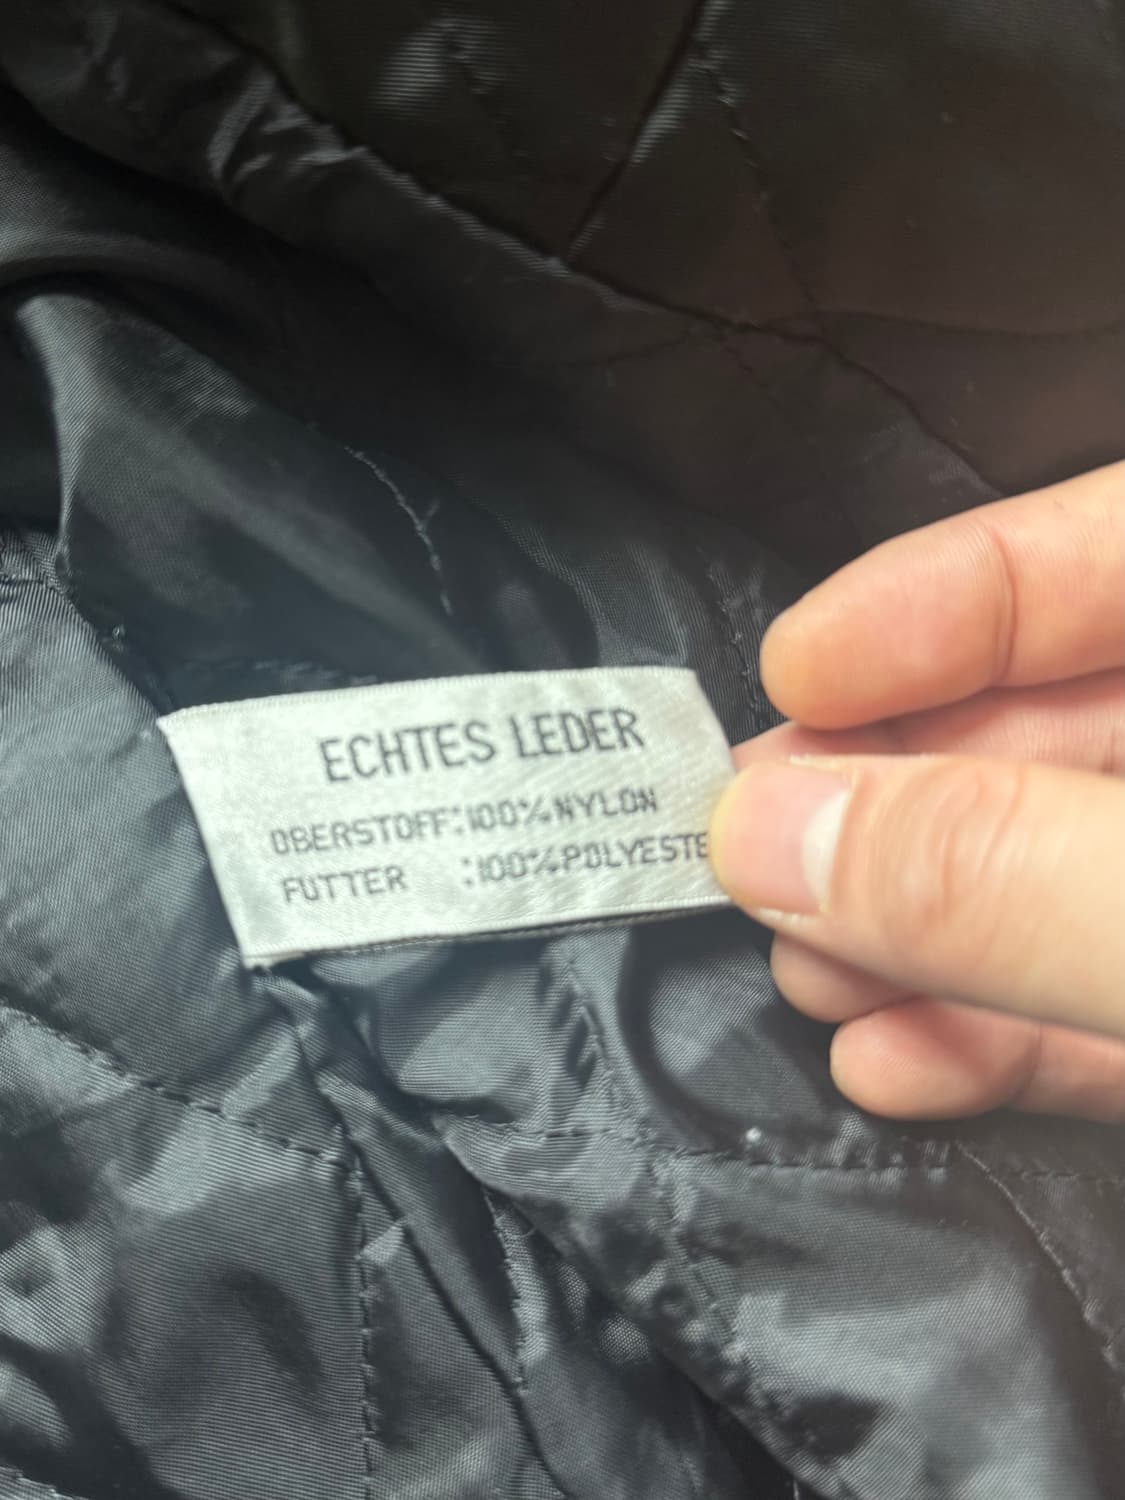 ECHTES LEDER
OBERSTOFF:100%NYLON
FUTTER :100%POLYESTE